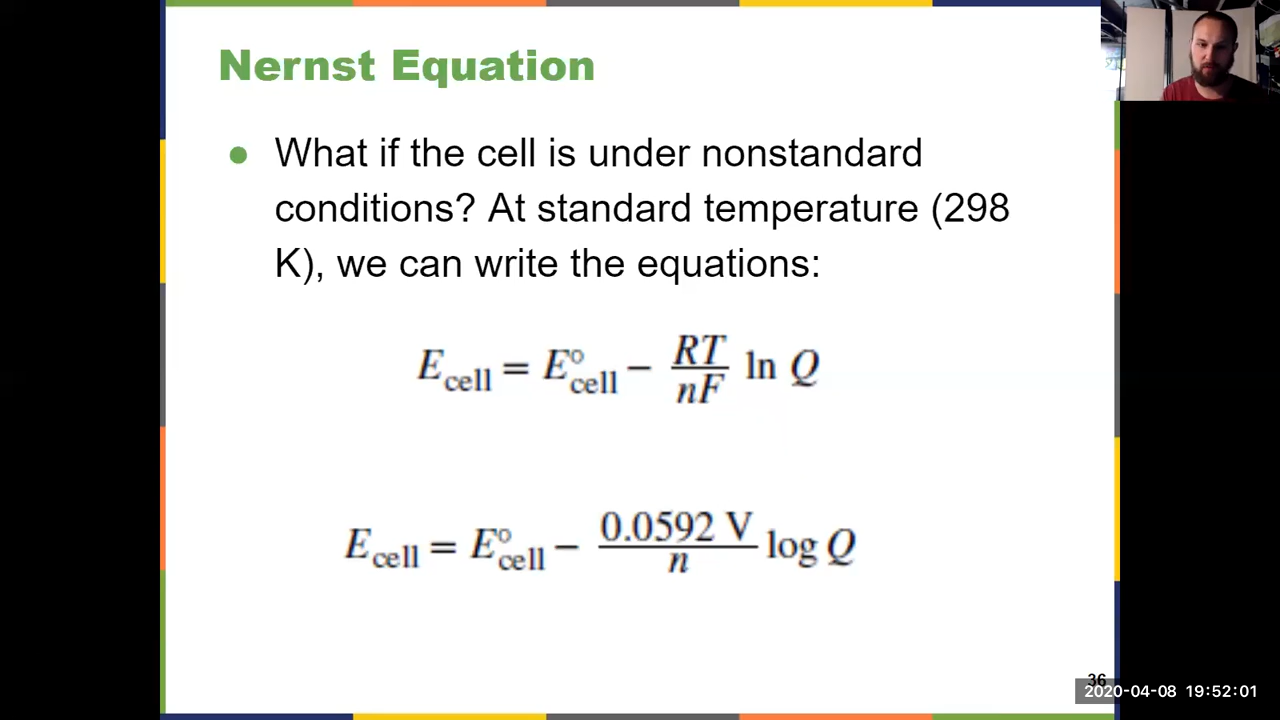 Nernst Equation
● What if the cell is under nonstandard
conditions? At standard temperature (298
K), we can write the equations:
E_cell = E°_cell − RT/nF ln Q
E_cell = E°_cell − 0.0592 V/n log Q
36
2020-04-08 19:52:01